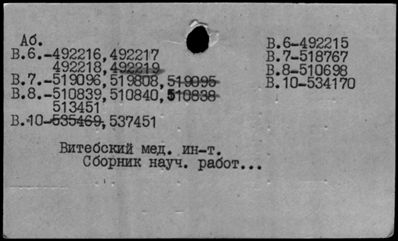 Аб.
В.6.-492216,492217
492218,492219
В.7.-519096,519808,519095
В.8.-510839,510840,510838
513451
В.10-535469,537451
В.6-492215
В.7-518767
В.8-510698
В.10-534170
Витебский мед. ин-т.
Сборник науч. работ...